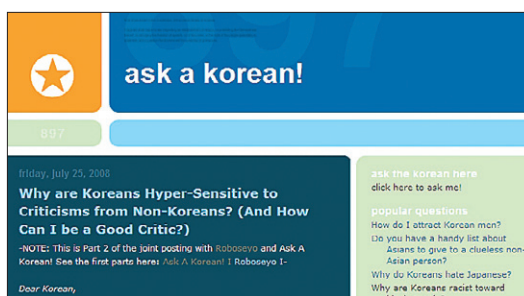 ask a korean!
897
friday, july 25, 2008
Why are Koreans Hyper-Sensitive to
Criticisms from Non-Koreans? (And How
Can I be a Good Critic?)
-NOTE: This is Part 2 of the joint posting with Roboseyo and Ask A
Korean! See the first parts here: Ask A Korean! I Roboseyo I-
Dear Korean,
ask the korean here
click here to ask me!
popular questions
How do I attract Korean men?
Do you have a handy list about
Asians to give to a clueless non-
Asian person?
Why do Koreans hate Japanese?
Why are Koreans racist toward